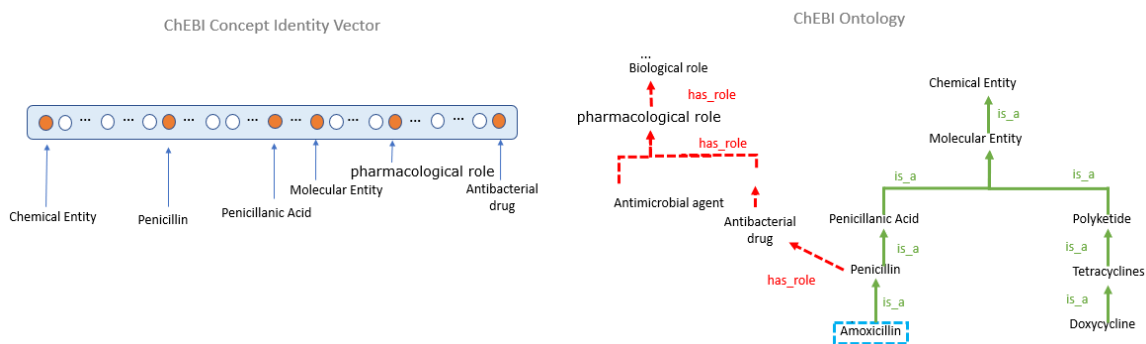 ChEBI Concept Identity Vector
... ... ... ... ... ... ...
Chemical Entity
Penicillin
Penicillanic Acid
Molecular Entity
pharmacological role
Antibacterial
drug
ChEBI Ontology
...
Biological role
has_role
pharmacological role
has_role
Antimicrobial agent
Antibacterial
drug
has_role
Chemical Entity
is_a
Molecular Entity
is_a
is_a
Penicillanic Acid
Polyketide
is_a
is_a
Penicillin
Tetracyclines
is_a
is_a
Amoxicillin
Doxycycline